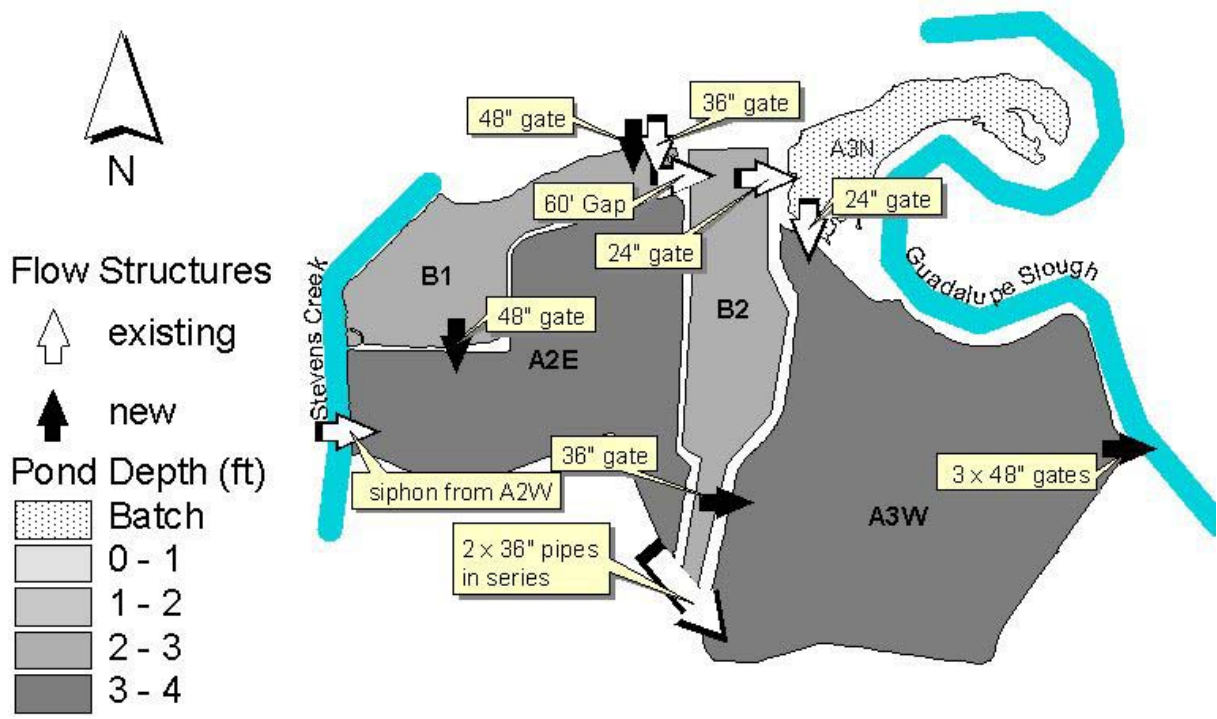 N
Flow Structures
existing
new
Pond Depth (ft)
Batch
0 - 1
1 - 2
2 - 3
3 - 4
48" gate
36" gate
A3N
60' Gap
24" gate
24" gate
B1
B2
Guadalupe Slough
Stevens Creek
48" gate
A2E
36" gate
siphon from A2W
3 x 48" gates
A3W
2 x 36" pipes
in series